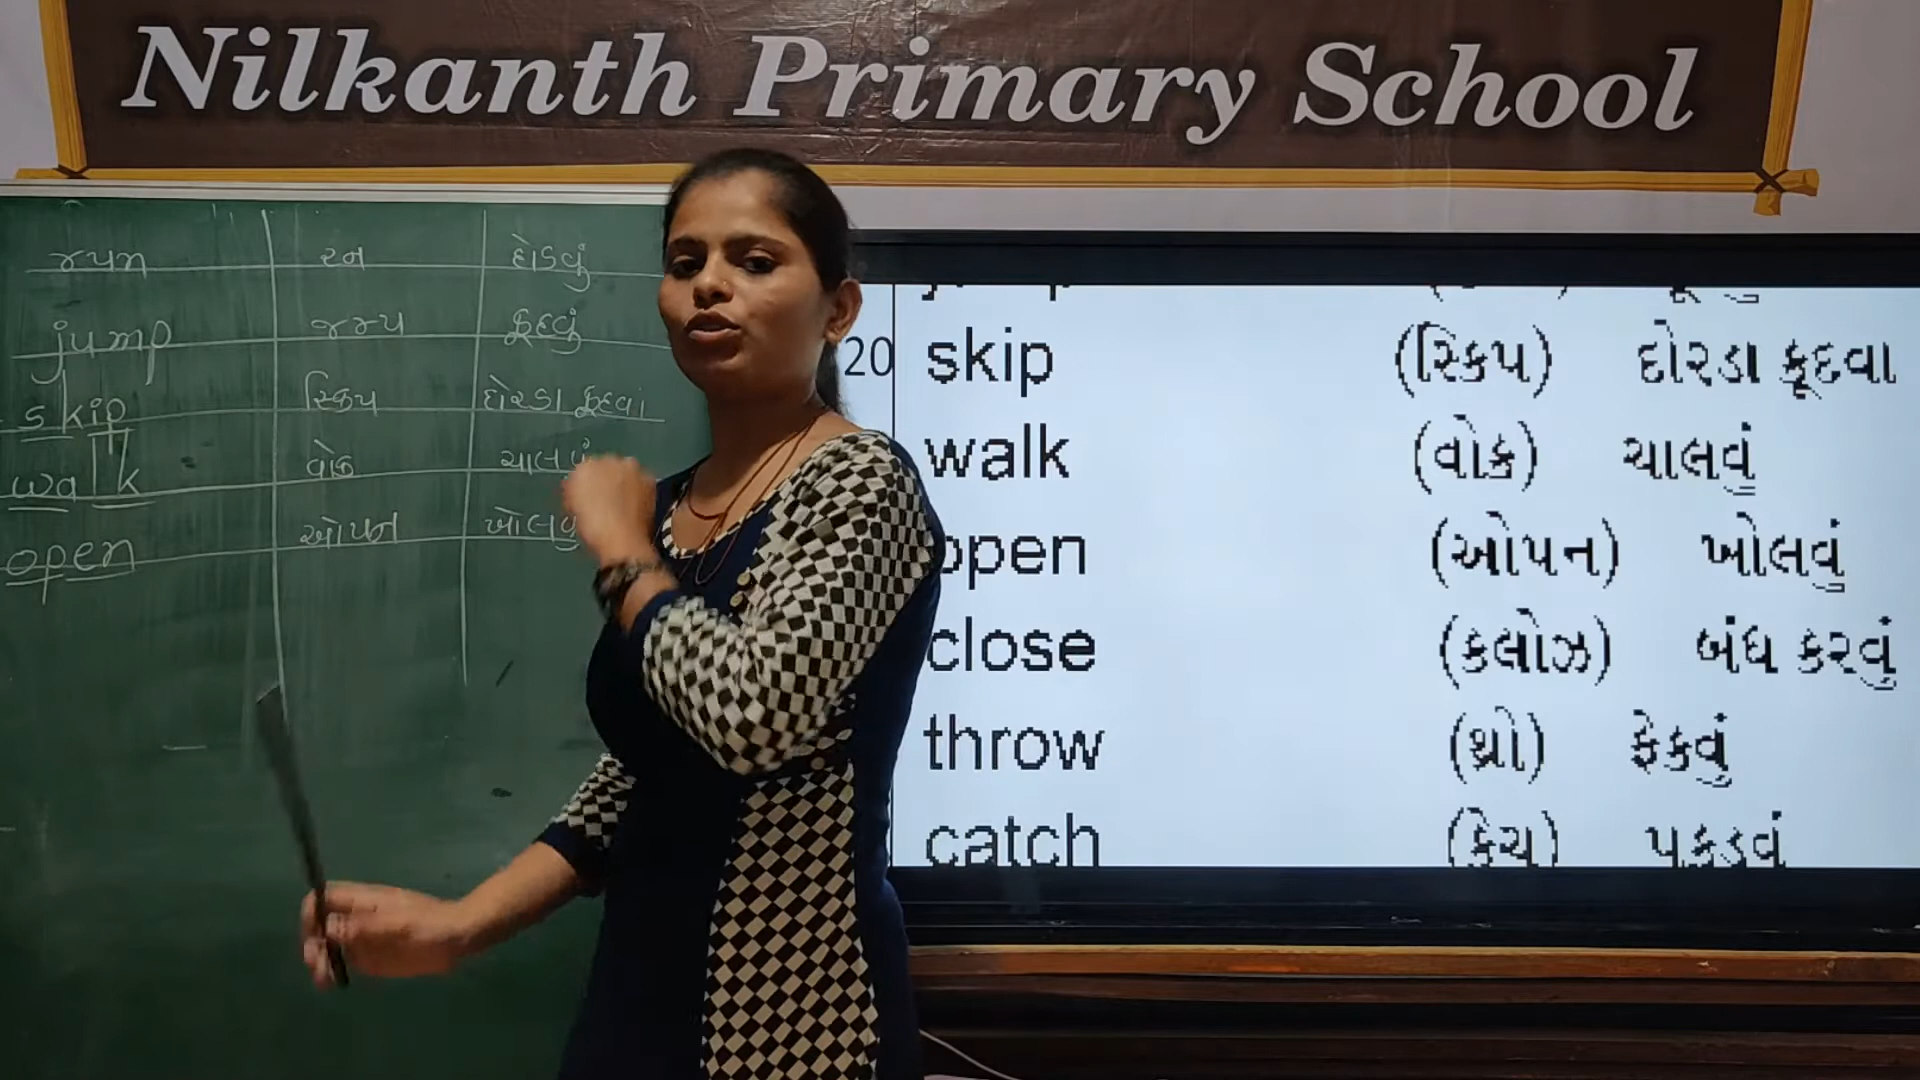 Nilkanth Primary School
run રન દોડવું
jump જમ્પ કૂદવું
skip સ્કિપ દોરડા કૂદવા
walk વોક ચાલવું
open ઓપન ખોલવું
20 skip (સ્કિપ) દોરડા કૂદવા
walk (વોક) ચાલવું
open (ઓપન) ખોલવું
close (ક્લોઝ) બંધ કરવું
throw (થ્રો) ફેકવું
catch (કેચ) પકડવું